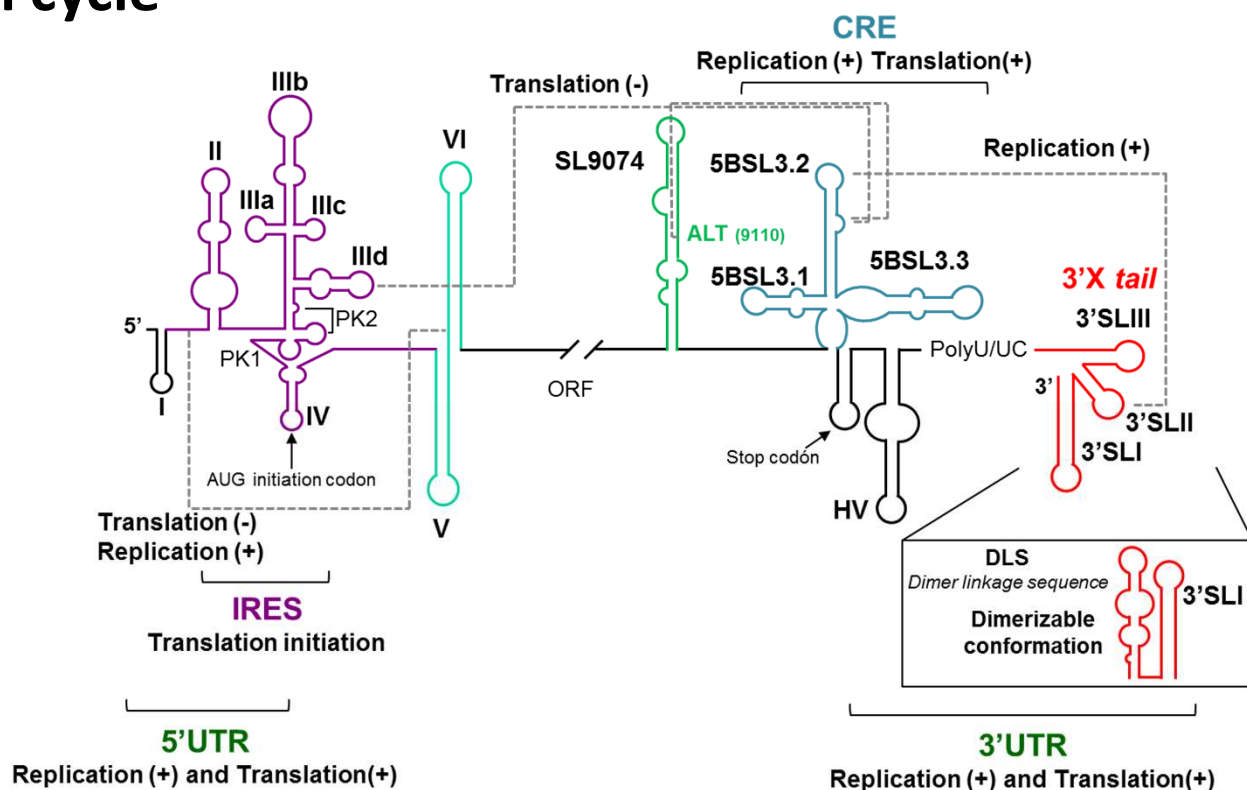 cycle
CRE
Replication (+) Translation(+)
Translation (-)
IIIb
VI
II
SL9074
5BSL3.2
Replication (+)
IIIa
IIIc
ALT (9110)
IIId
5BSL3.1
5BSL3.3
3'X tail
3'SLIII
5'
PK2
PK1
PolyU/UC
3'
ORF
I
IV
3'SLII
AUG initiation codon
Stop codón
3'SLI
V
HV
Translation (-)
Replication (+)
DLS
Dimer linkage sequence
3'SLI
Dimerizable
conformation
IRES
Translation initiation
5'UTR
Replication (+) and Translation(+)
3'UTR
Replication (+) and Translation(+)